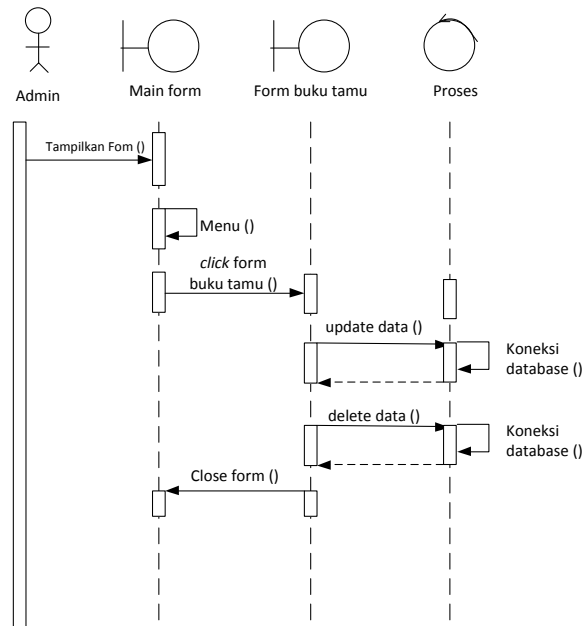 Admin
Main form
Form buku tamu
Proses
Tampilkan Fom ()
Menu ()
click form
buku tamu ()
update data ()
Koneksi
database ()
delete data ()
Koneksi
database ()
Close form ()